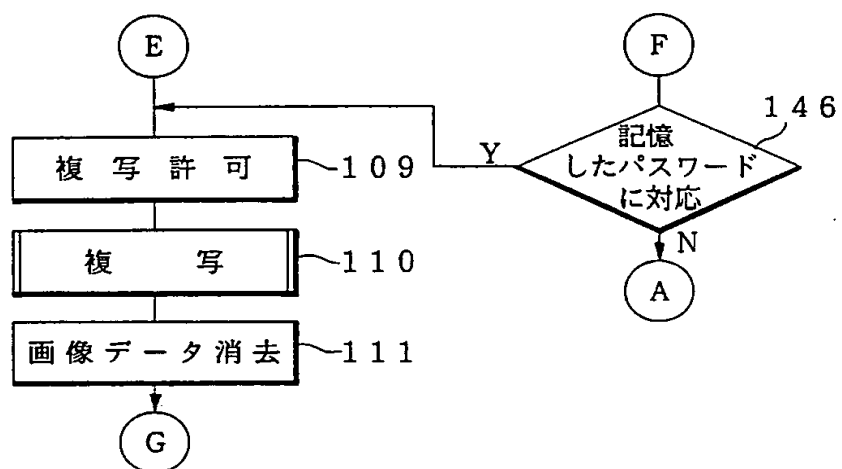 E
複写許可
109
複写
110
画像データ消去
111
G
F
146
記憶
したパスワード
に対応
Y
N
A